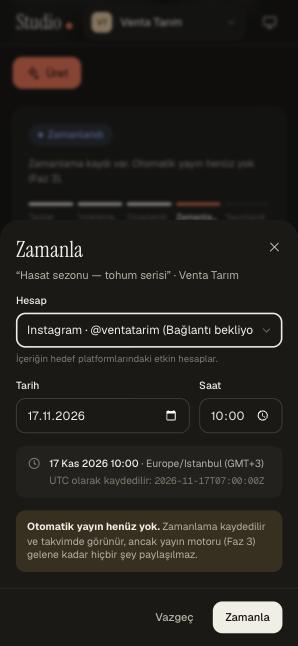 Studio
VT Venta Tarım
Üret
Zamanlandı
Zamanlama kaydı var. Otomatik yayın henüz yok
(Faz 3).
Zamanla
"Hasat sezonu — tohum serisi" · Venta Tarım
Hesap
Instagram · @ventatarim (Bağlantı bekliyo
İçeriğin hedef platformlarındaki etkin hesaplar.
Tarih Saat
17.11.2026 10:00
17 Kas 2026 10:00 · Europe/Istanbul (GMT+3)
UTC olarak kaydedilir: 2026-11-17T07:00:00Z
Otomatik yayın henüz yok. Zamanlama kaydedilir
ve takvimde görünür, ancak yayın motoru (Faz 3)
gelene kadar hiçbir şey paylaşılmaz.
Vazgeç Zamanla